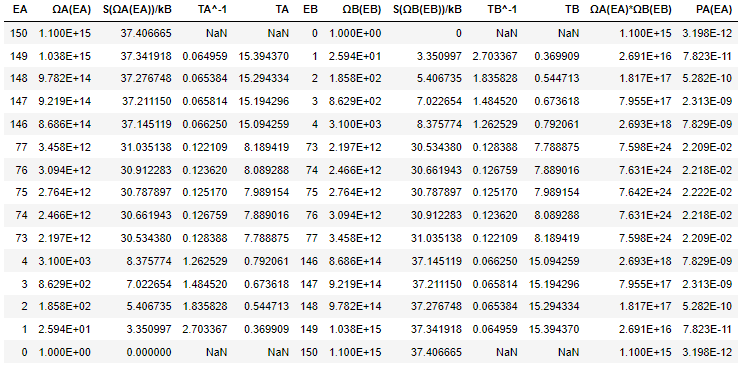 EA ΩA(EA) S(ΩA(EA))/kB TA^-1 TA EB ΩB(EB) S(ΩB(EB))/kB TB^-1 TB ΩA(EA)*ΩB(EB) PA(EA)
150 1.100E+15 37.406665 NaN NaN 0 1.000E+00 0 NaN NaN 1.100E+15 3.198E-12
149 1.038E+15 37.341918 0.064959 15.394370 1 2.594E+01 3.350997 2.703367 0.369909 2.691E+16 7.823E-11
148 9.782E+14 37.276748 0.065384 15.294334 2 1.858E+02 5.406735 1.835828 0.544713 1.817E+17 5.282E-10
147 9.219E+14 37.211150 0.065814 15.194296 3 8.629E+02 7.022654 1.484520 0.673618 7.955E+17 2.313E-09
146 8.686E+14 37.145119 0.066250 15.094259 4 3.100E+03 8.375774 1.262529 0.792061 2.693E+18 7.829E-09
77 3.458E+12 31.035138 0.122109 8.189419 73 2.197E+12 30.534380 0.128388 7.788875 7.598E+24 2.209E-02
76 3.094E+12 30.912283 0.123620 8.089288 74 2.466E+12 30.661943 0.126759 7.889016 7.631E+24 2.218E-02
75 2.764E+12 30.787897 0.125170 7.989154 75 2.764E+12 30.787897 0.125170 7.989154 7.642E+24 2.222E-02
74 2.466E+12 30.661943 0.126759 7.889016 76 3.094E+12 30.912283 0.123620 8.089288 7.631E+24 2.218E-02
73 2.197E+12 30.534380 0.128388 7.788875 77 3.458E+12 31.035138 0.122109 8.189419 7.598E+24 2.209E-02
4 3.100E+03 8.375774 1.262529 0.792061 146 8.686E+14 37.145119 0.066250 15.094259 2.693E+18 7.829E-09
3 8.629E+02 7.022654 1.484520 0.673618 147 9.219E+14 37.211150 0.065814 15.194296 7.955E+17 2.313E-09
2 1.858E+02 5.406735 1.835828 0.544713 148 9.782E+14 37.276748 0.065384 15.294334 1.817E+17 5.282E-10
1 2.594E+01 3.350997 2.703367 0.369909 149 1.038E+15 37.341918 0.064959 15.394370 2.691E+16 7.823E-11
0 1.000E+00 0.000000 NaN NaN 150 1.100E+15 37.406665 NaN NaN 1.100E+15 3.198E-12